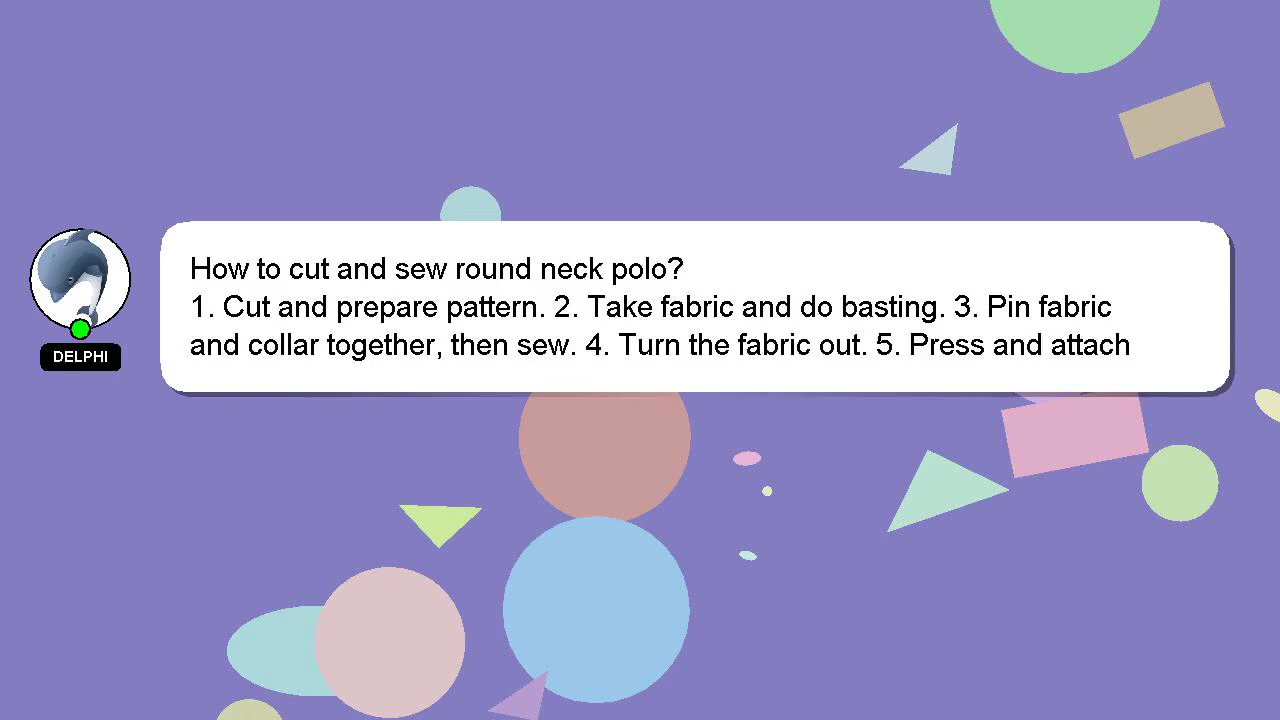 How to cut and sew round neck polo?
1. Cut and prepare pattern. 2. Take fabric and do basting. 3. Pin fabric
and collar together, then sew. 4. Turn the fabric out. 5. Press and attach
DELPHI